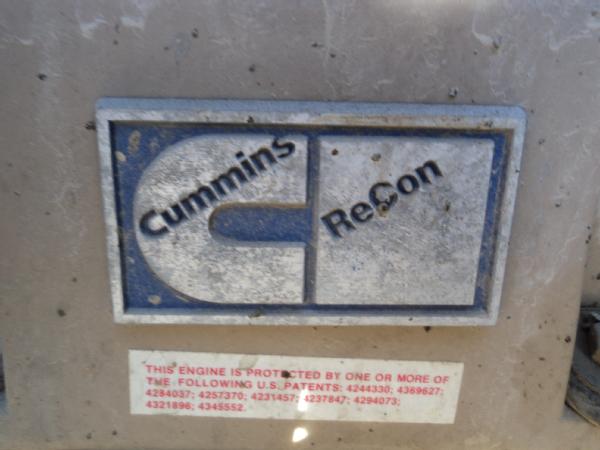 Cummins
ReCon
THIS ENGINE IS PROTECTED BY ONE OR MORE OF
THE FOLLOWING U.S. PATENTS: 4244330; 4369627;
4284037; 4257370; 4231457; 4237847; 4294073;
4321896; 4345552.